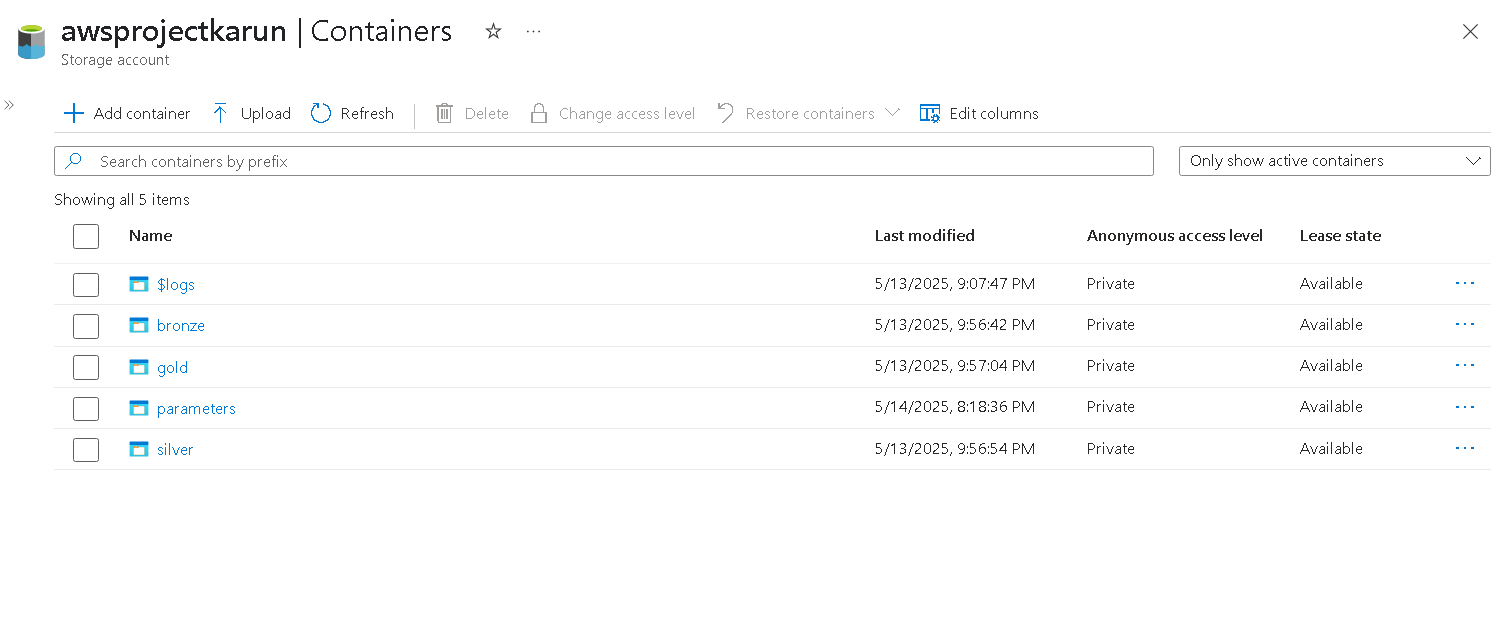 awsprojectkarun | Containers
Storage account
Add container Upload Refresh Delete Change access level Restore containers Edit columns
Search containers by prefix Only show active containers
Showing all 5 items
Name Last modified Anonymous access level Lease state
$logs 5/13/2025, 9:07:47 PM Private Available
bronze 5/13/2025, 9:56:42 PM Private Available
gold 5/13/2025, 9:57:04 PM Private Available
parameters 5/14/2025, 8:18:36 PM Private Available
silver 5/13/2025, 9:56:54 PM Private Available